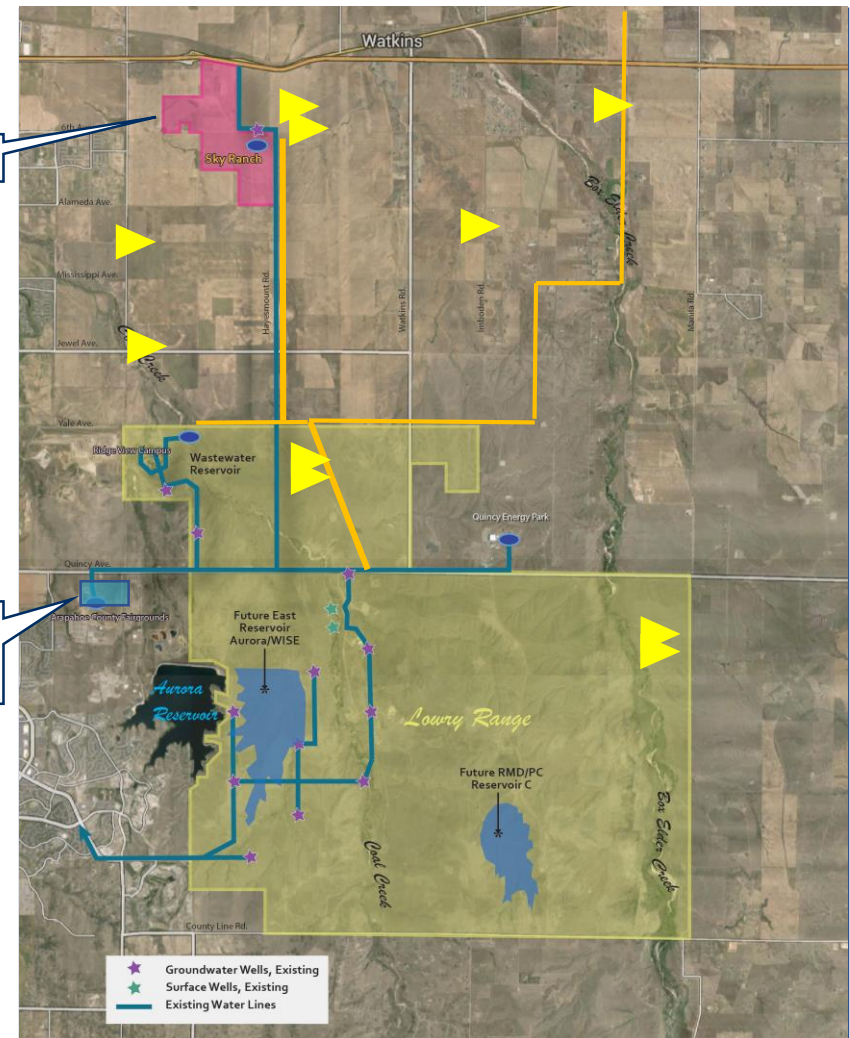 Watkins
6th Ave.
Sky Ranch
Alameda Ave.
Box Elder Creek
Mississippi Ave.
Hayesmount Rd.
Watkins Rd.
Imboden Rd.
Manila Rd.
Jewel Ave.
Creek
Yale Ave.
Ridge View Campus
Wastewater
Reservoir
Quincy Energy Park
Quincy Ave.
Arapahoe County Fairgrounds
Future East
Reservoir
Aurora/WISE
Aurora
Reservoir
Lowry Range
Future RMD/PC
Reservoir C
Box Elder Creek
Coal Creek
County Line Rd.
Groundwater Wells, Existing
Surface Wells, Existing
Existing Water Lines